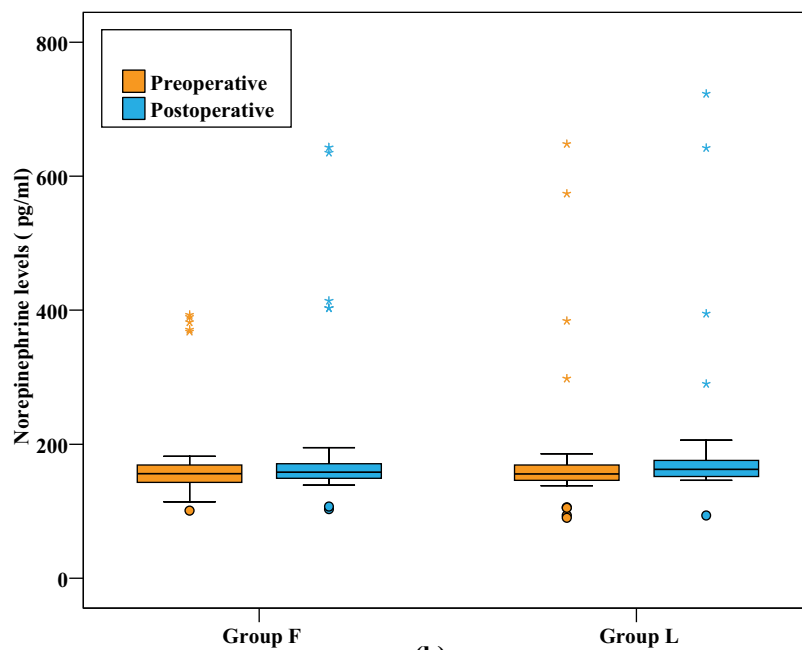 800
600
400
200
0
Norepinephrine levels ( pg/ml)
Preoperative
Postoperative
Group F
Group L